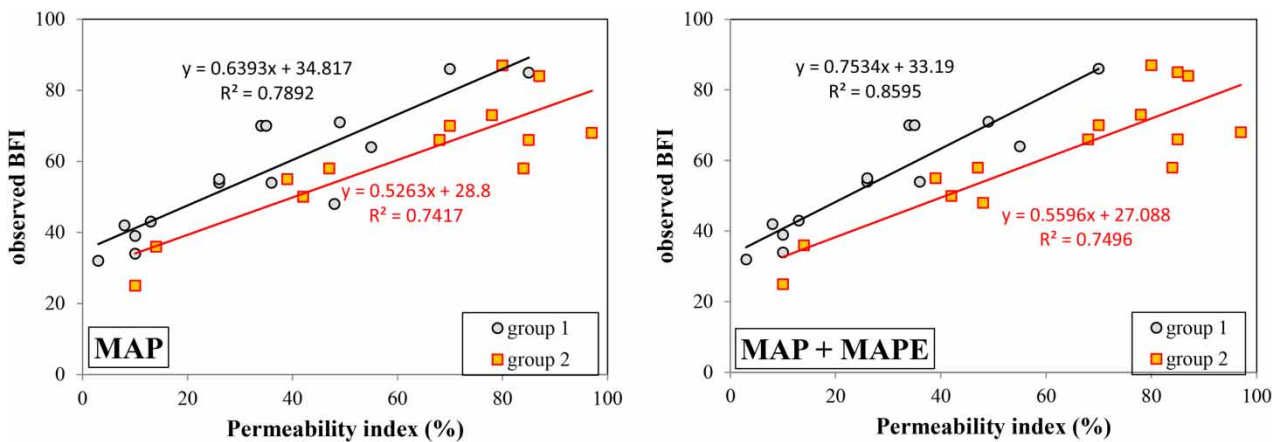 100
80
60
40
20
0
observed BFI
y = 0.6393x + 34.817
R² = 0.7892
y = 0.5263x + 28.8
R² = 0.7417
MAP
group 1
group 2
0 20 40 60 80 100
Permeability index (%)
100
80
60
40
20
0
observed BFI
y = 0.7534x + 33.19
R² = 0.8595
y = 0.5596x + 27.088
R² = 0.7496
MAP + MAPE
group 1
group 2
0 20 40 60 80 100
Permeability index (%)